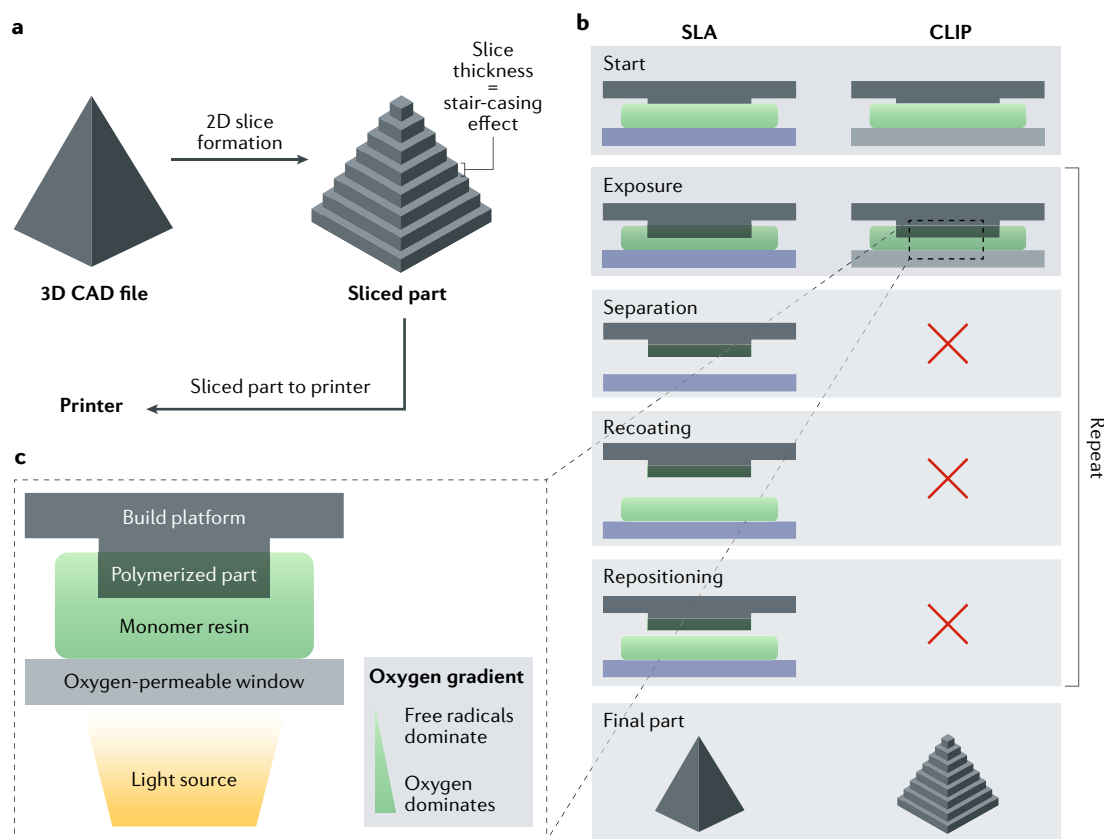 a
Slice
thickness
=
stair-casing
effect
2D slice
formation
3D CAD file
Sliced part
Sliced part to printer
Printer
b
SLA
CLIP
Start
Exposure
Separation
Recoating
Repositioning
Repeat
Final part
c
Build platform
Polymerized part
Monomer resin
Oxygen-permeable window
Light source
Oxygen gradient
Free radicals
dominate
Oxygen
dominates